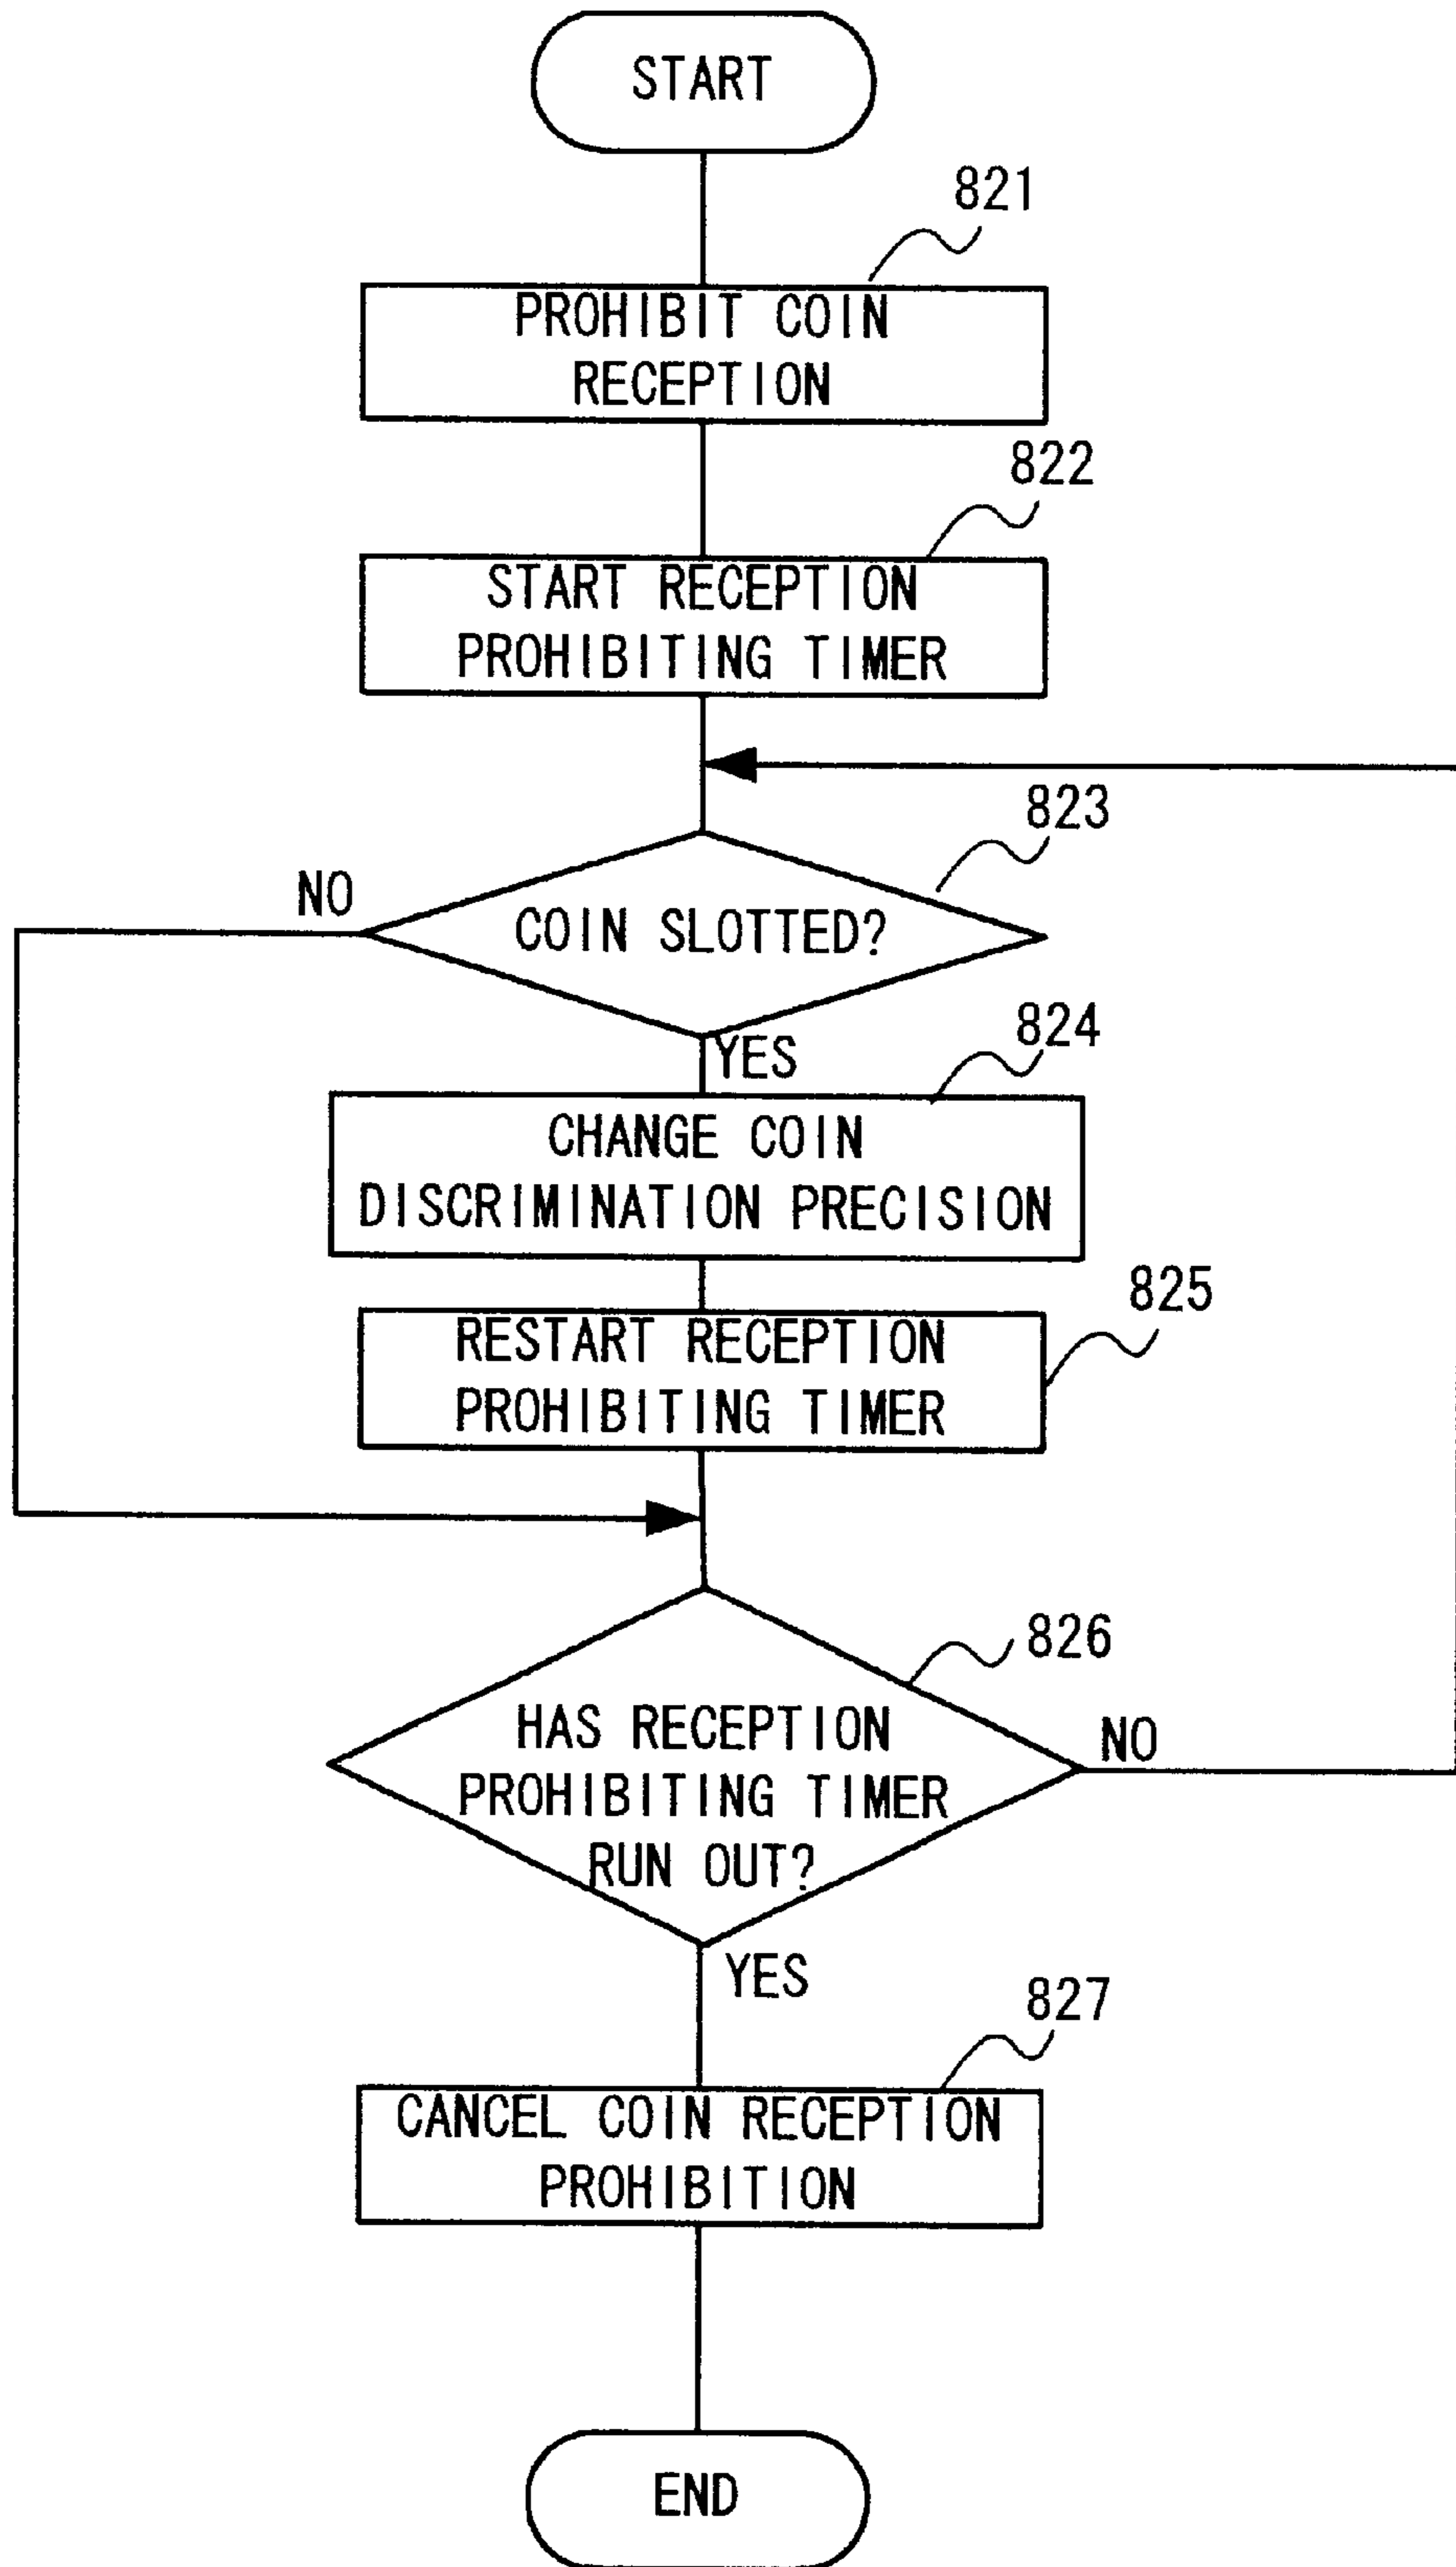 START
821
PROHIBIT COIN
RECEPTION
822
START RECEPTION
PROHIBITING TIMER
823
NO
COIN SLOTTED?
YES
824
CHANGE COIN
DISCRIMINATION PRECISION
825
RESTART RECEPTION
PROHIBITING TIMER
826
HAS RECEPTION
PROHIBITING TIMER
RUN OUT?
NO
YES
827
CANCEL COIN RECEPTION
PROHIBITION
END